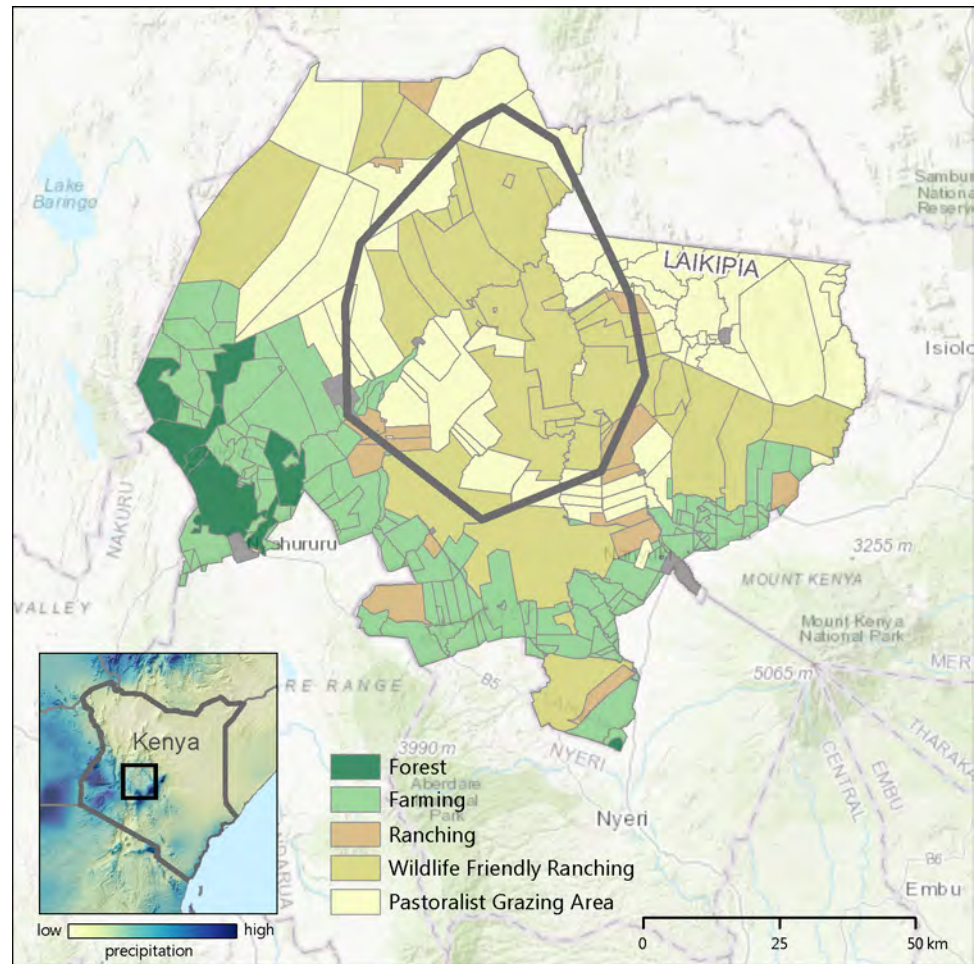 Lake
Baringo
Samburu
National
Reserve
LAIKIPIA
Isiolo
NAKURU
VALLEY
3255 m
MOUNT KENYA
Mount Kenya
National Park
5065 m
MER
THARAKA
EMBU
CENTRAL
RE RANGE
B5
NYERI
3990 m
Aberdare
Park
Nyeri
B6
Embu
Kenya
low
high
precipitation
Forest
Farming
Ranching
Wildlife Friendly Ranching
Pastoralist Grazing Area
0
25
50 km